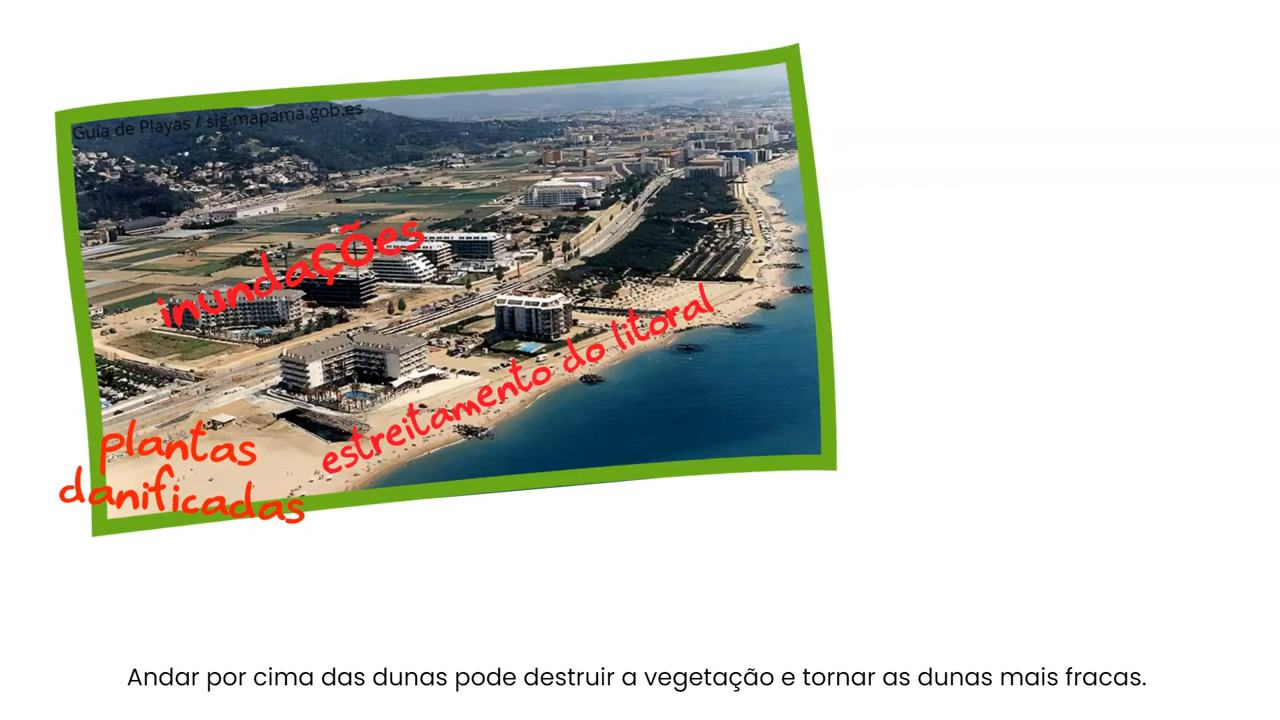 Guía de Playas / sig.mapama.gob.es
inundações
estreitamento do litoral
plantas
danificadas
Andar por cima das dunas pode destruir a vegetação e tornar as dunas mais fracas.